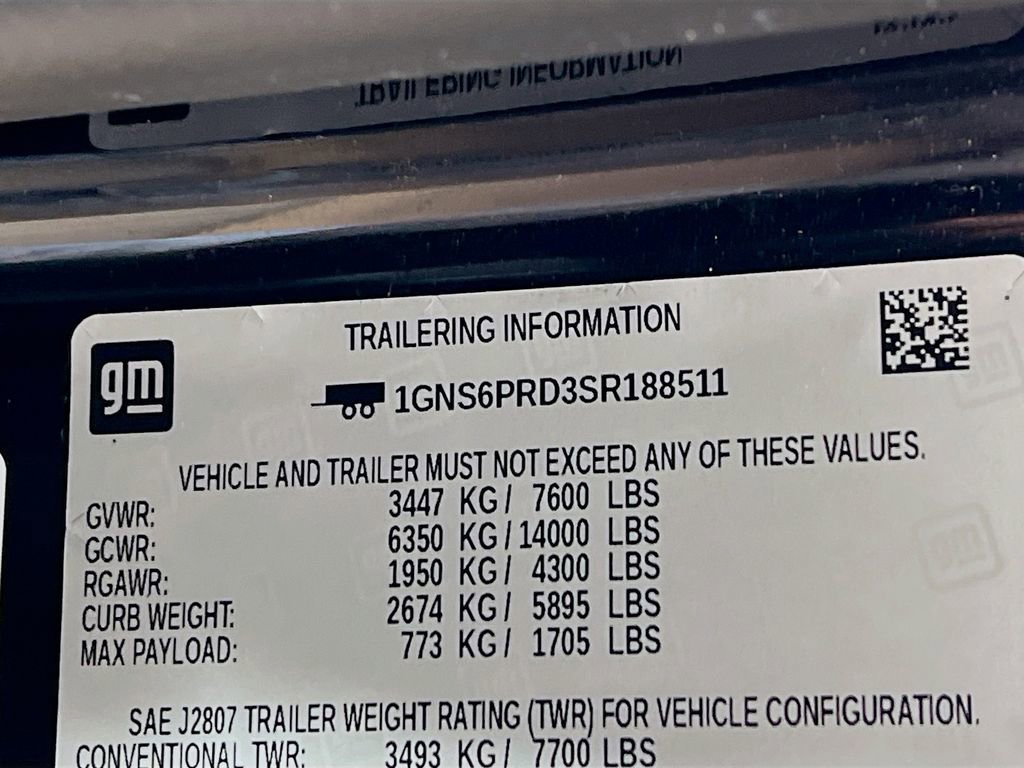 TRAILERING INFORMATION
gm
1GNS6PRD3SR188511
VEHICLE AND TRAILER MUST NOT EXCEED ANY OF THESE VALUES.
GVWR: 3447 KG/ 7600 LBS
GCWR: 6350 KG/14000 LBS
RGAWR: 1950 KG/ 4300 LBS
CURB WEIGHT: 2674 KG/ 5895 LBS
MAX PAYLOAD: 773 KG/ 1705 LBS
SAE J2807 TRAILER WEIGHT RATING (TWR) FOR VEHICLE CONFIGURATION.
CONVENTIONAL TWR: 3493 KG/ 7700 LBS